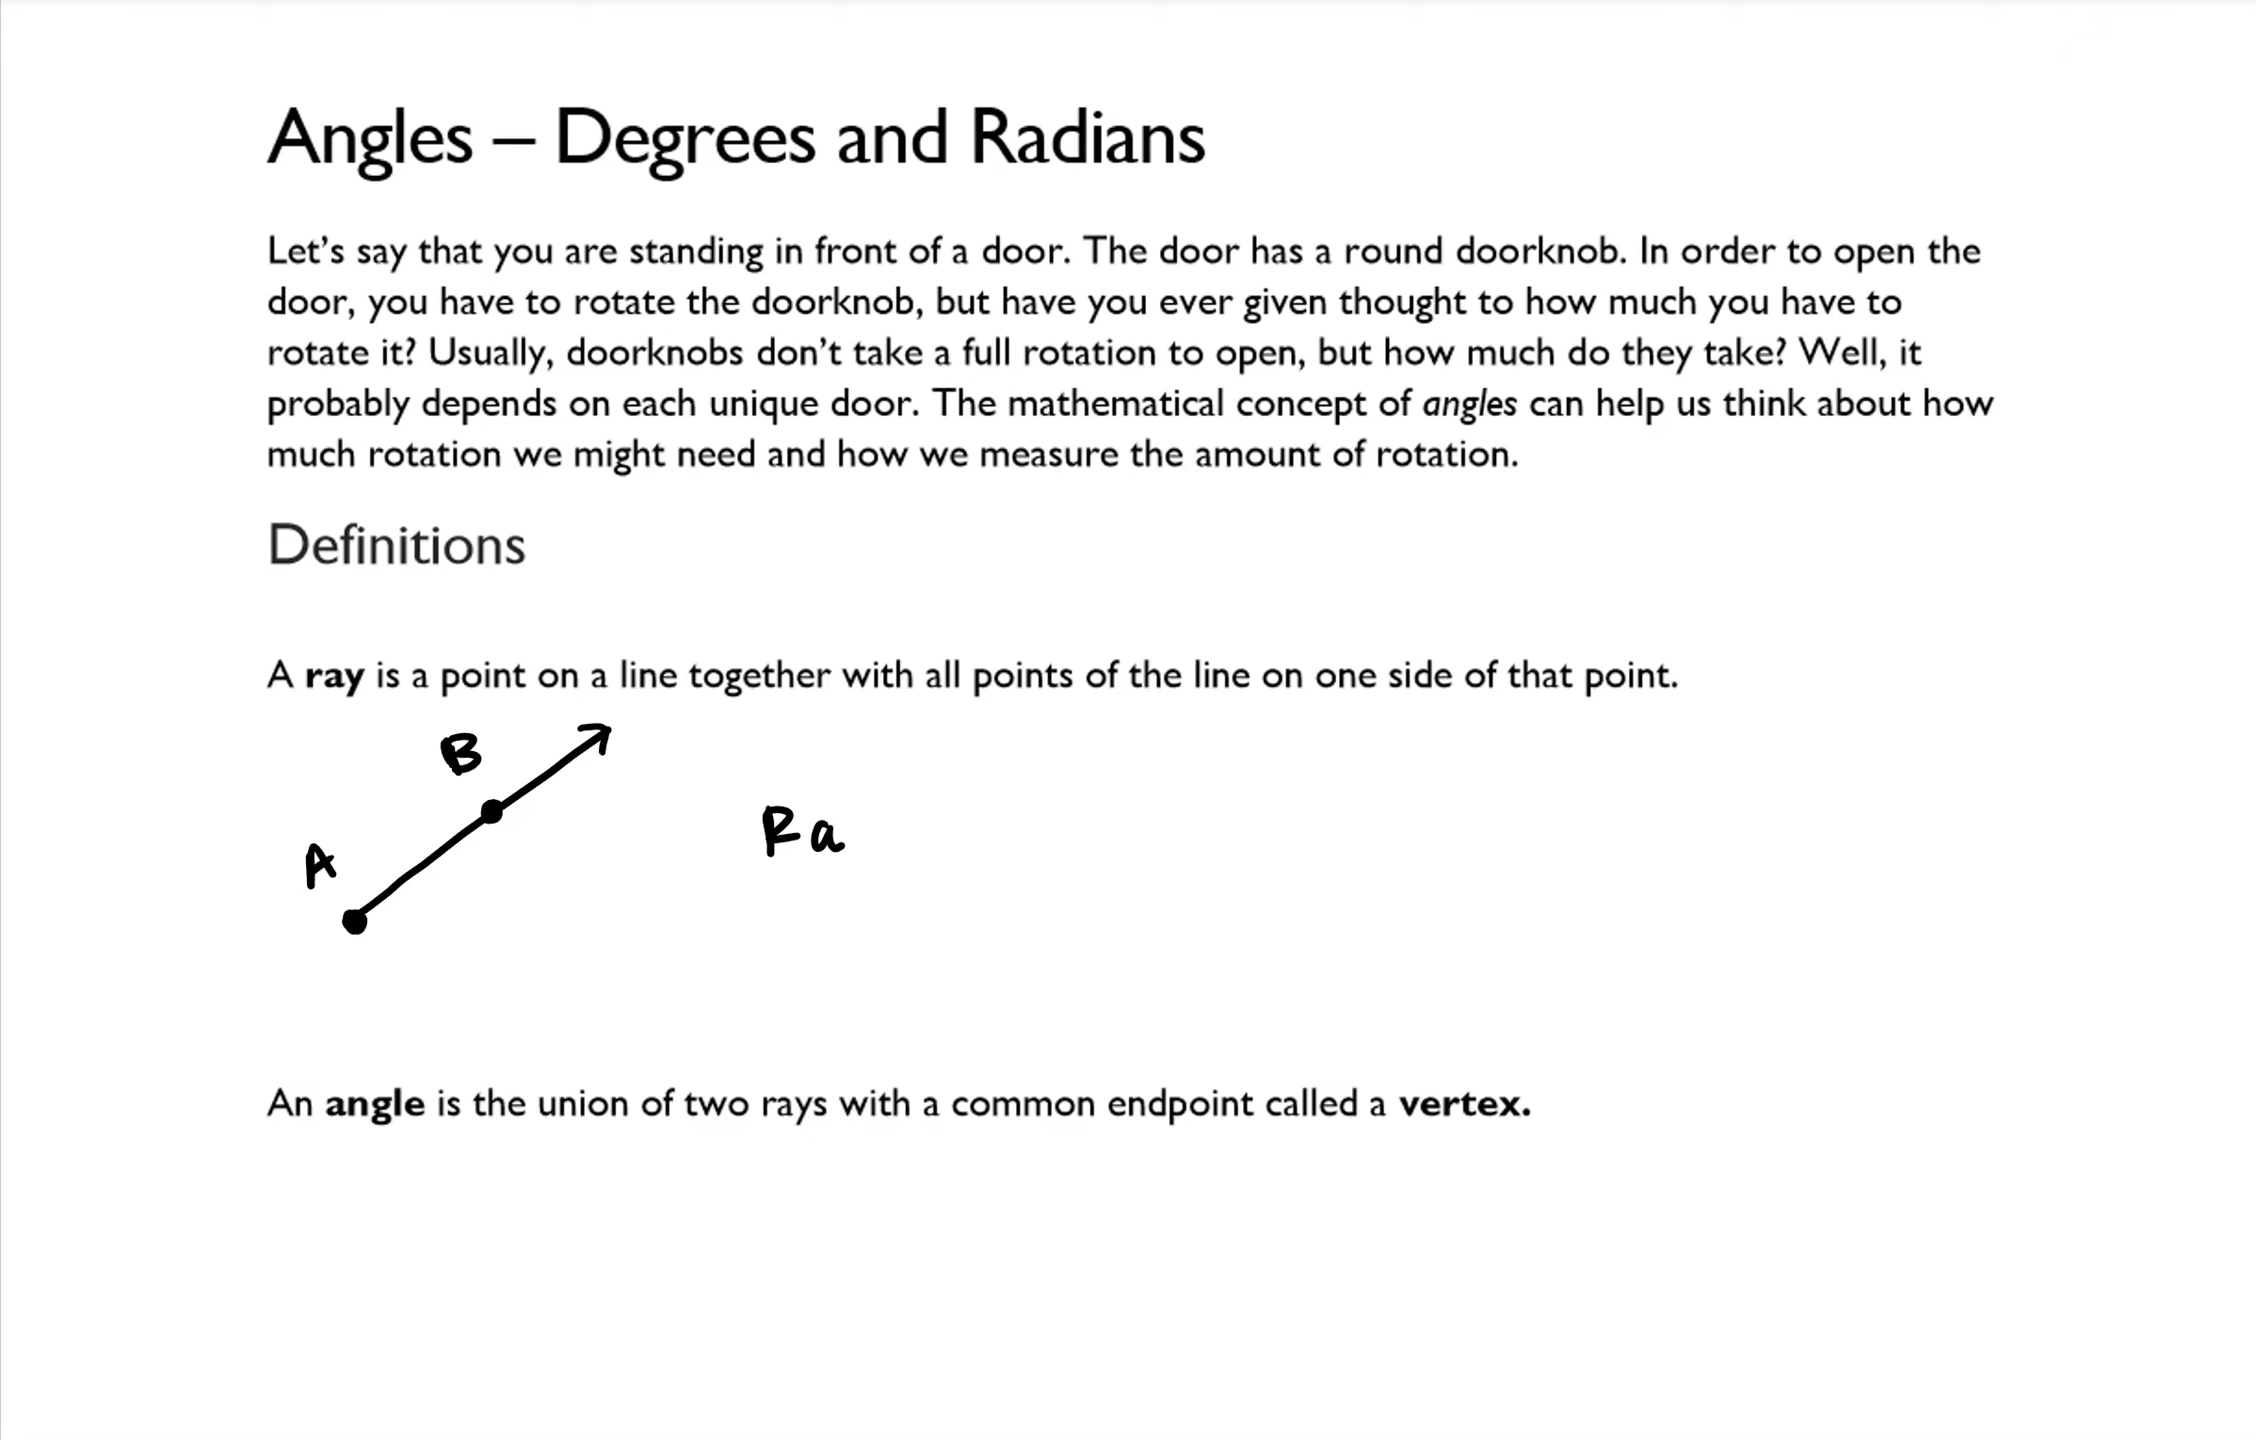 Angles – Degrees and Radians
Let’s say that you are standing in front of a door. The door has a round doorknob. In order to open the
door, you have to rotate the doorknob, but have you ever given thought to how much you have to
rotate it? Usually, doorknobs don’t take a full rotation to open, but how much do they take? Well, it
probably depends on each unique door. The mathematical concept of angles can help us think about how
much rotation we might need and how we measure the amount of rotation.
Definitions
A ray is a point on a line together with all points of the line on one side of that point.
B
A
Ra
An angle is the union of two rays with a common endpoint called a vertex.